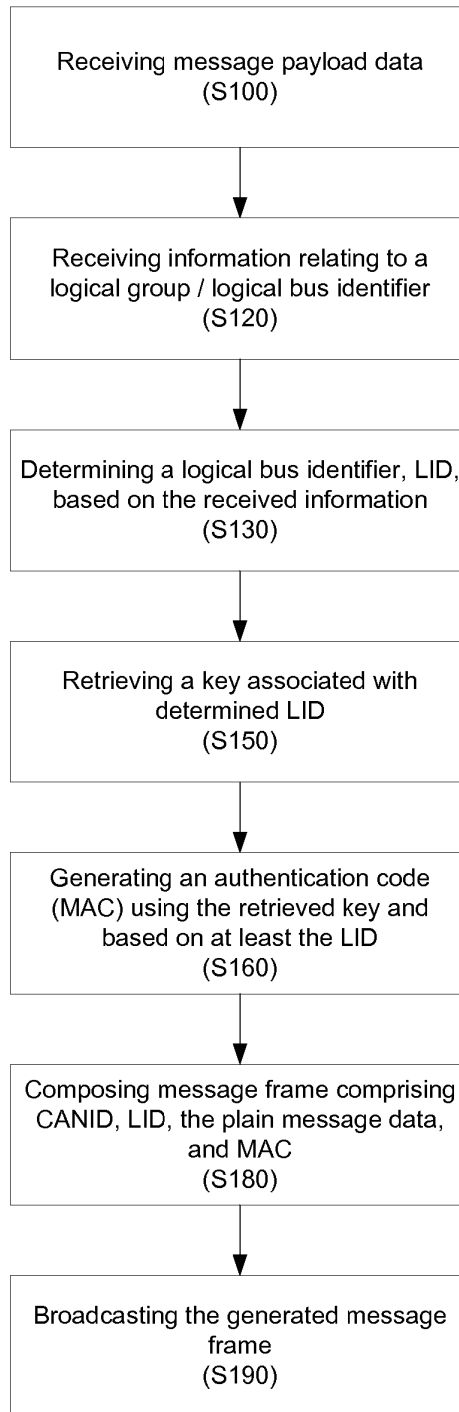 Receiving message payload data
(S100)
Receiving information relating to a
logical group / logical bus identifier
(S120)
Determining a logical bus identifier, LID,
based on the received information
(S130)
Retrieving a key associated with
determined LID
(S150)
Generating an authentication code
(MAC) using the retrieved key and
based on at least the LID
(S160)
Composing message frame comprising
CANID, LID, the plain message data,
and MAC
(S180)
Broadcasting the generated message
frame
(S190)